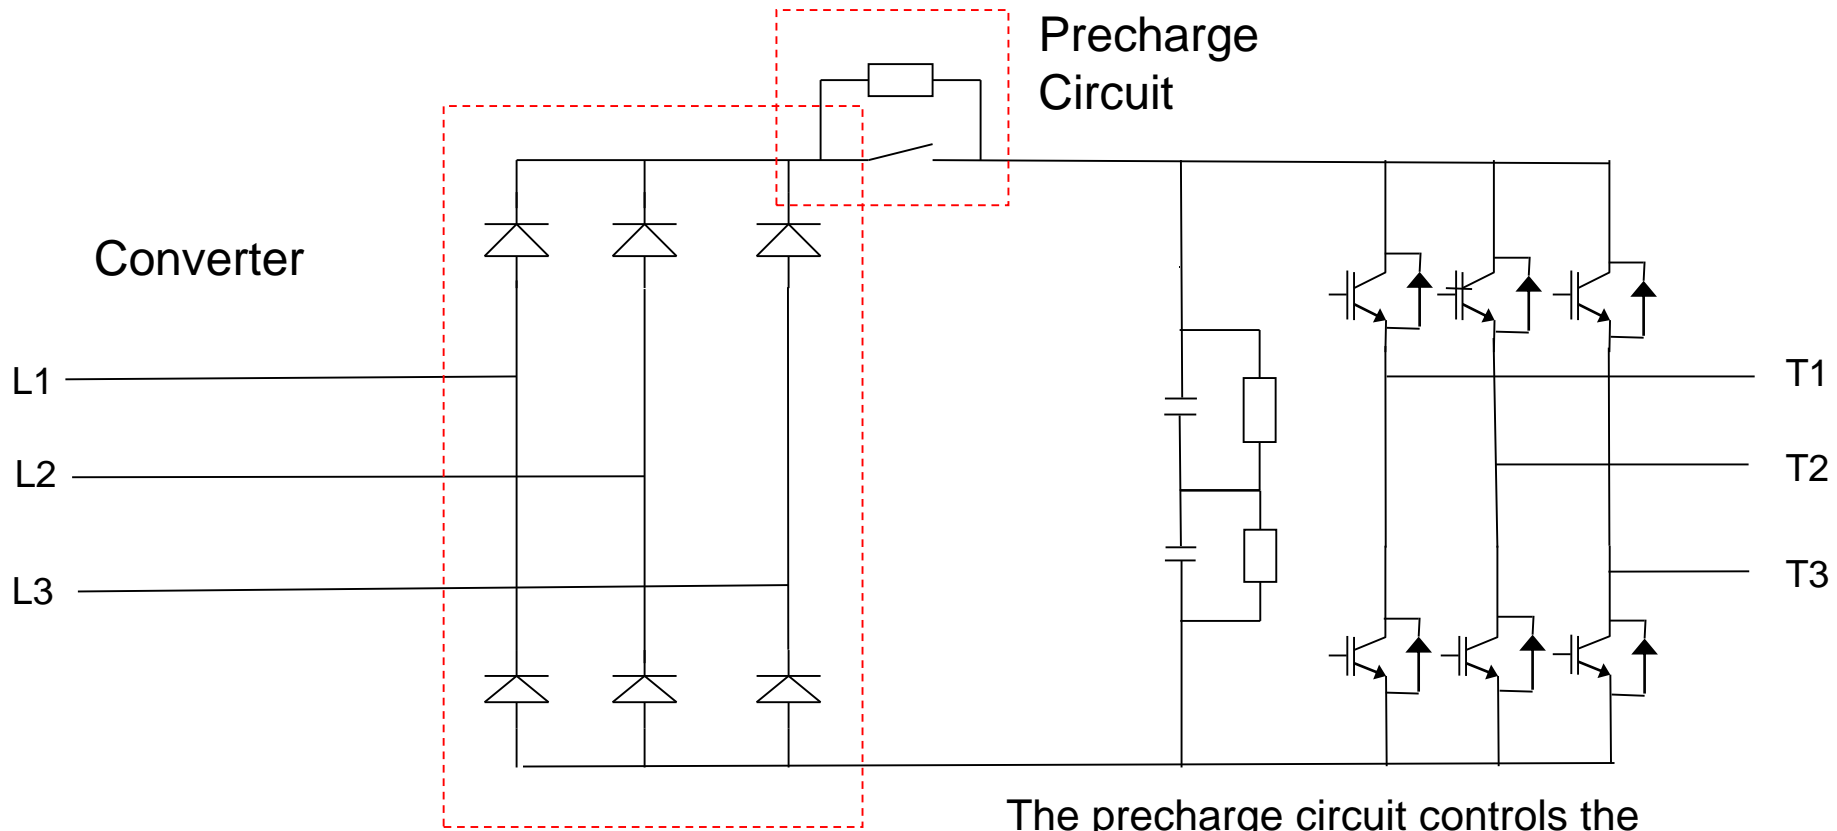 Precharge
Circuit
Converter
L1
L2
L3
T1
T2
T3
The precharge circuit controls the